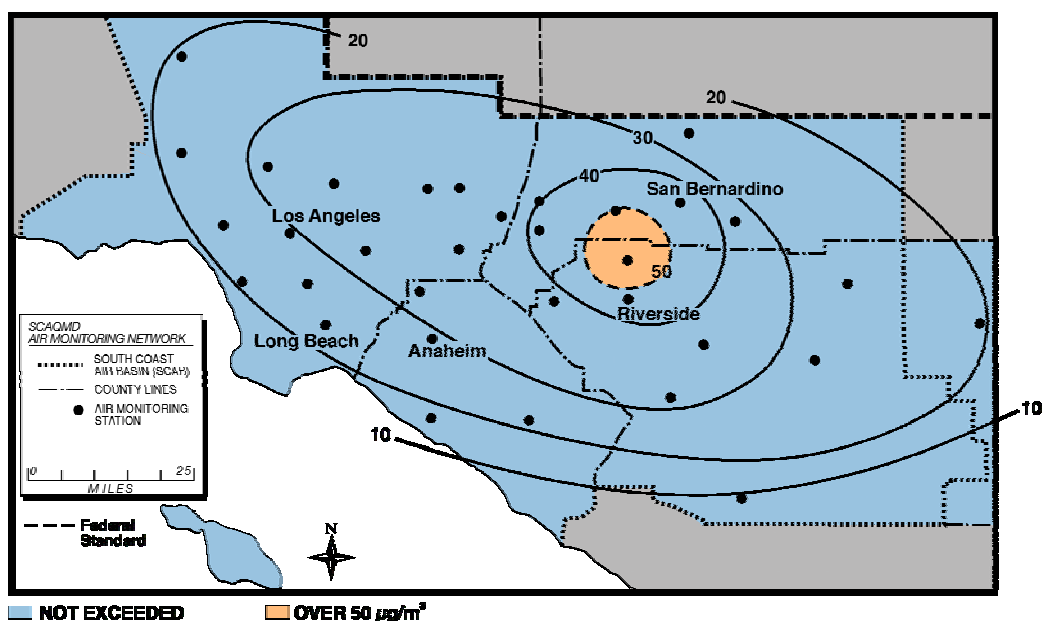 20
20
30
40
San Bernardino
Los Angeles
50
Riverside
Long Beach
Anaheim
10
10
SCAQMD
AIR MONITORING NETWORK
SOUTH COAST
AIR BASIN (SCAB)
COUNTY LINES
AIR MONITORING
STATION
0 25
MILES
Federal
Standard
N
NOT EXCEEDED
OVER 50 µg/m³